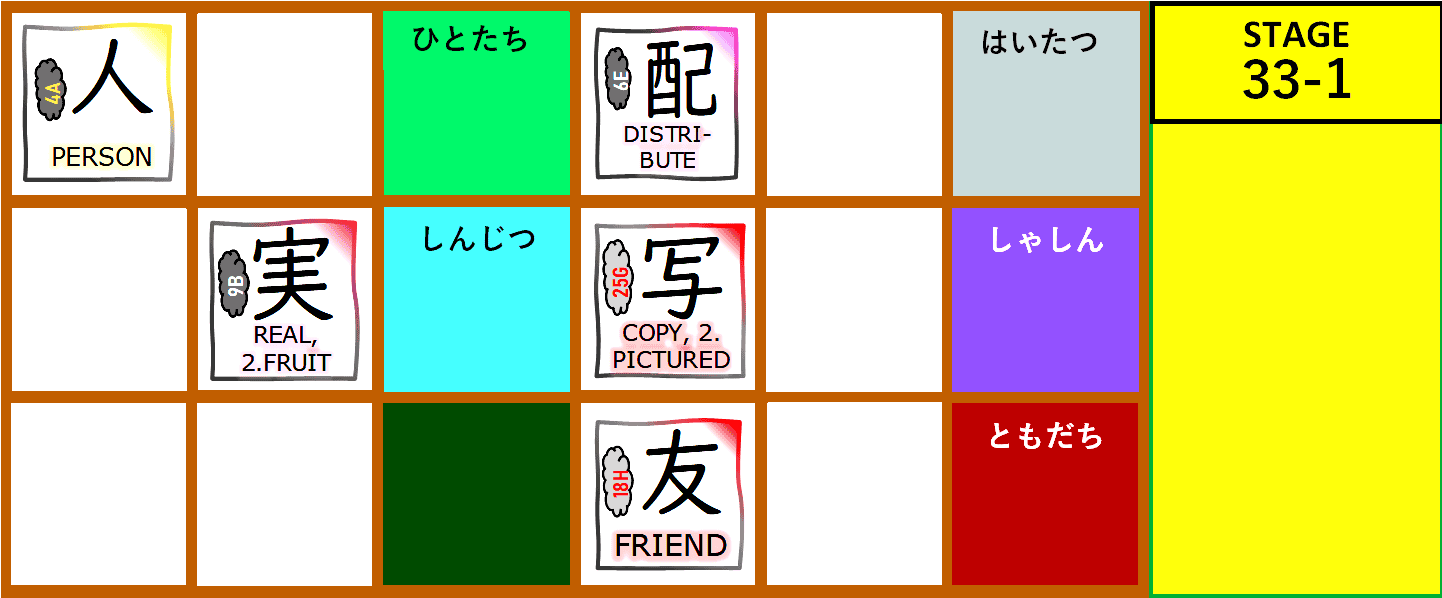 4A
人
PERSON
ひとたち
6E
配
DISTRI-
BUTE
はいたつ
STAGE
33-1
9B
実
REAL,
2.FRUIT
しんじつ
25G
写
COPY, 2.
PICTURED
しゃしん
18H
友
FRIEND
ともだち